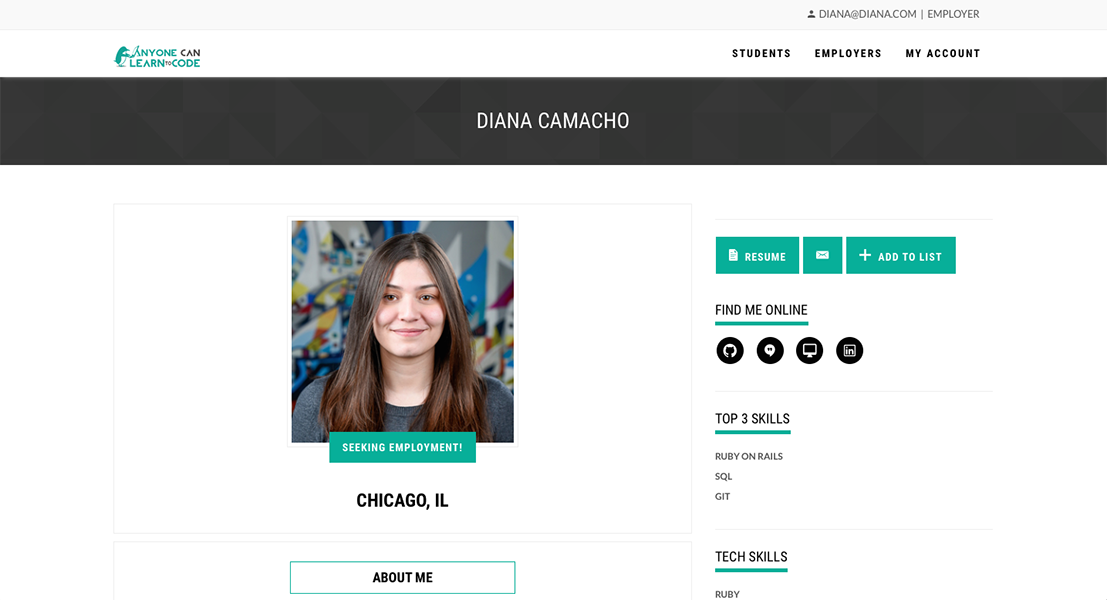 DIANA@DIANA.COM | EMPLOYER
ANYONE CAN
LEARN TO CODE
STUDENTS EMPLOYERS MY ACCOUNT
DIANA CAMACHO
SEEKING EMPLOYMENT!
CHICAGO, IL
ABOUT ME
RESUME
ADD TO LIST
FIND ME ONLINE
in
TOP 3 SKILLS
RUBY ON RAILS
SQL
GIT
TECH SKILLS
RUBY